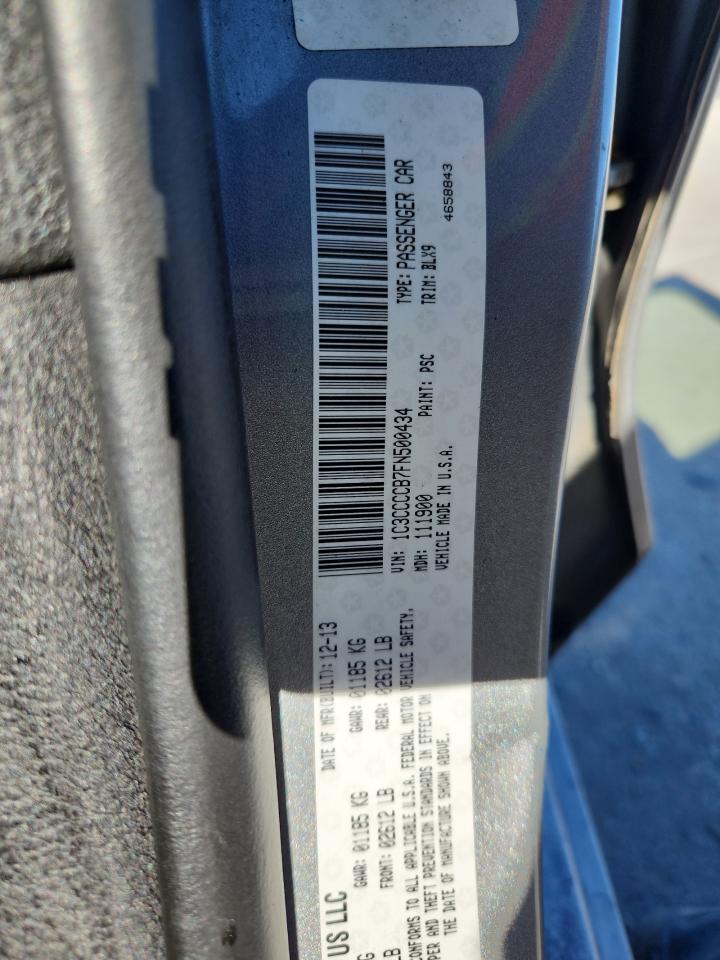 US LLC
DATE OF MFR(BUILT): 12-13
GAWR: 01185 KG GAWR: 01185 KG
FRONT: 02612 LB REAR: 02612 LB
CONFORMS TO ALL APPLICABLE U.S.A. FEDERAL MOTOR VEHICLE SAFETY,
AND THEFT PREVENTION STANDARDS IN EFFECT ON
THE DATE OF MANUFACTURE SHOWN ABOVE.
VIN: 1C3CCCCB7FN500434 TYPE: PASSENGER CAR
MDH: 111900 PAINT: PSC TRIM: BLX9
VEHICLE MADE IN U.S.A. 4658843